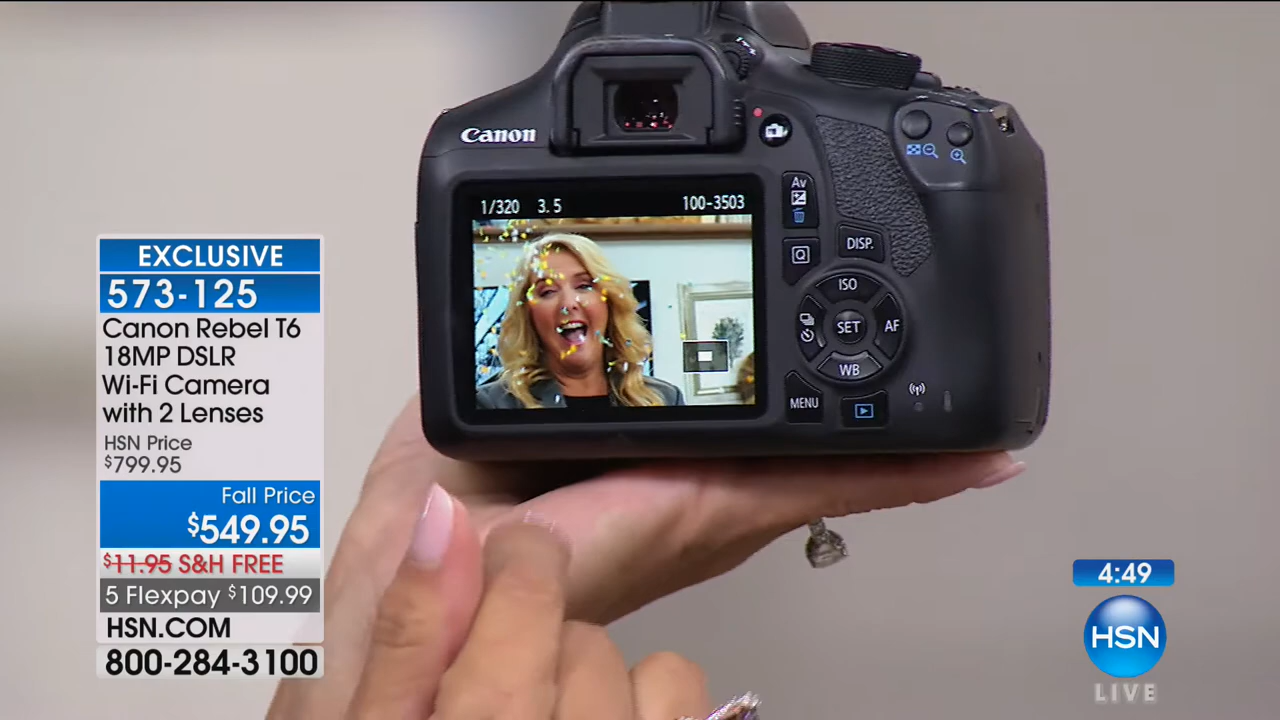 Canon
1/320 3.5 100-3503
Av
DISP.
Q
ISO
SET
AF
WB
MENU
EXCLUSIVE
573-125
Canon Rebel T6
18MP DSLR
Wi-Fi Camera
with 2 Lenses
HSN Price
$799.95
Fall Price
$549.95
$11.95 S&H FREE
5 Flexpay $109.99
HSN.COM
800-284-3100
4:49
HSN
LIVE